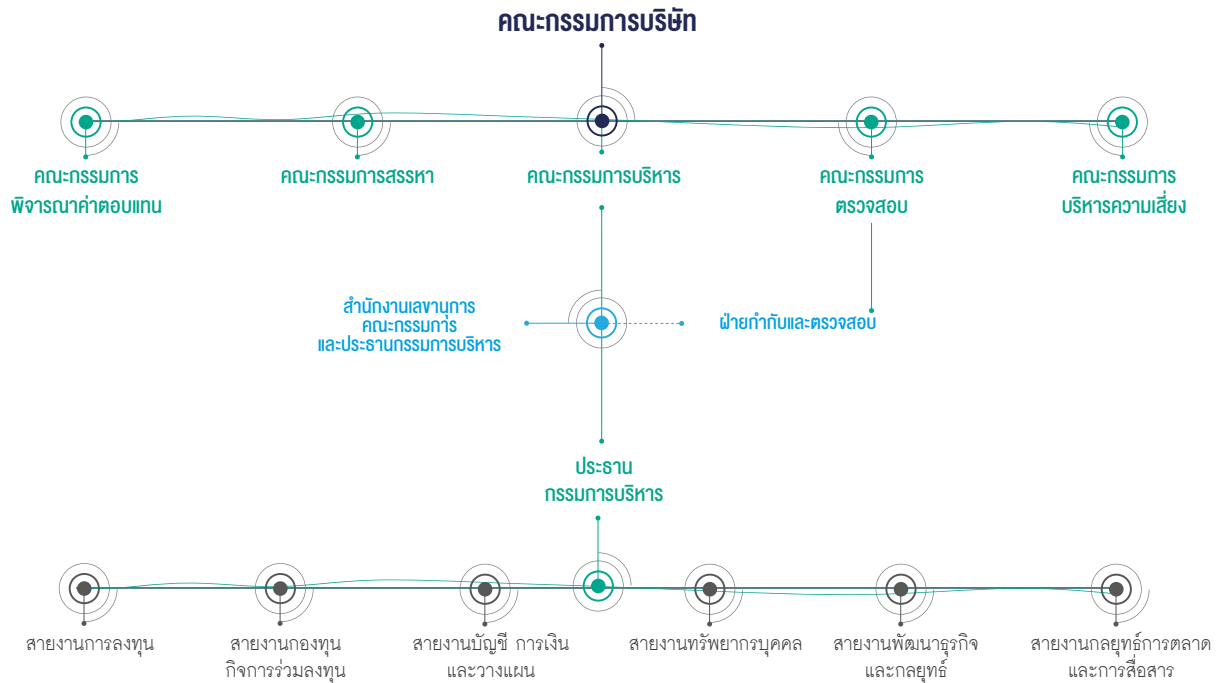 คณะกรรมการบริษัท
คณะกรรมการ
พิจารณาค่าตอบแทน
คณะกรรมการสรรหา
คณะกรรมการบริหาร
คณะกรรมการ
ตรวจสอบ
คณะกรรมการ
บริหารความเสี่ยง
สำนักงานเลขานุการ
คณะกรรมการ
และประธานกรรมการบริหาร
ฝ่ายกำกับและตรวจสอบ
ประธาน
กรรมการบริหาร
สายงานการลงทุน
สายงานกองทุน
กิจการร่วมลงทุน
สายงานบัญชี การเงิน
และวางแผน
สายงานทรัพยากรบุคคล
สายงานพัฒนาธุรกิจ
และกลยุทธ์
สายงานกลยุทธ์การตลาด
และการสื่อสาร